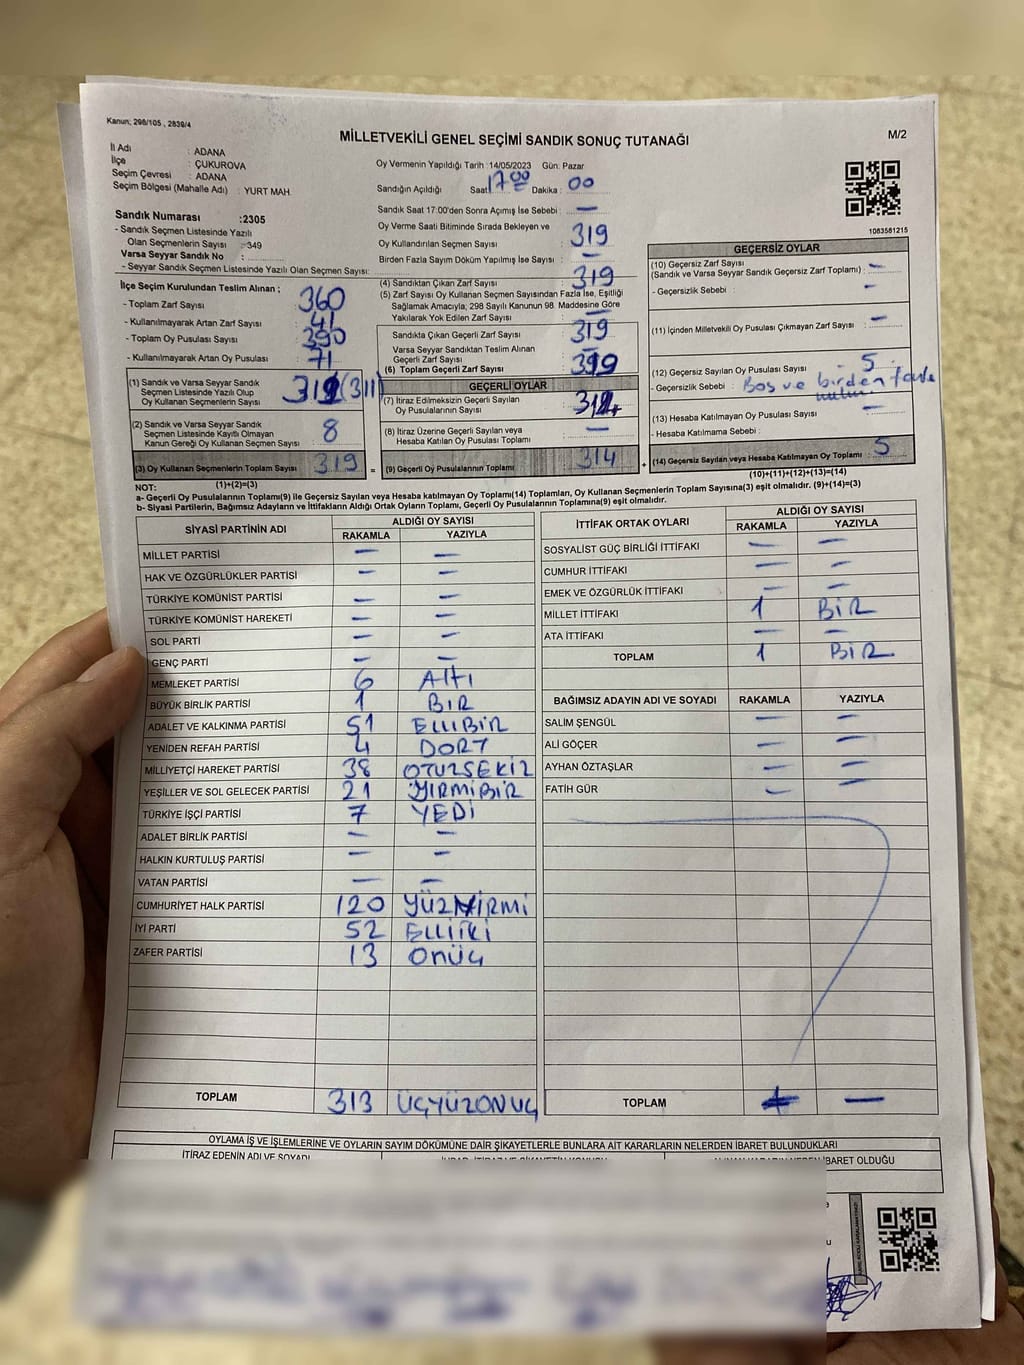 Kanun; 298/105 , 2839/4
MİLLETVEKİLİ GENEL SEÇİMİ SANDIK SONUÇ TUTANAĞI
M/2
İl Adı : ADANA
İlçe : ÇUKUROVA
Seçim Çevresi : ADANA
Seçim Bölgesi (Mahalle Adı) : YURT MAH.
Sandık Numarası :2305
- Sandık Seçmen Listesinde Yazılı
Olan Seçmenlerin Sayısı : 349
Varsa Seyyar Sandık No :
- Seyyar Sandık Seçmen Listesinde Yazılı Olan Seçmen Sayısı:
Oy Vermenin Yapıldığı Tarih :14/05/2023 Gün: Pazar
Sandığın Açıldığı Saat 17:00 Dakika : 00
Sandık Saat 17:00'den Sonra Açımış İse Sebebi : —
Oy Verme Saati Bitiminde Sırada Bekleyen ve
Oy Kullandırılan Seçmen Sayısı : 319
Birden Fazla Sayım Döküm Yapılmış İse Sayısı : —
1083561215
İlçe Seçim Kurulundan Teslim Alınan ;
- Toplam Zarf Sayısı : 360
- Kullanılmayarak Artan Zarf Sayısı : 41
- Toplam Oy Pusulası Sayısı : 390
- Kullanılmayarak Artan Oy Pusulası : 71
(1) Sandık ve Varsa Seyyar Sandık
Seçmen Listesinde Yazılı Olup
Oy Kullanan Seçmenlerin Sayısı : (311)
(2) Sandık ve Varsa Seyyar Sandık
Seçmen Listesinde Kayıtlı Olmayan
Kanun Gereği Oy Kullanan Seçmen Sayısı : 8
(3) Oy Kullanan Seçmenlerin Toplam Sayısı : 319
(1)+(2)=(3)
(4) Sandıktan Çıkan Zarf Sayısı : 319
(5) Zarf Sayısı Oy Kullanan Seçmen Sayısından Fazla İse, Eşitliği
Sağlamak Amacıyla, 298 Sayılı Kanunun 98. Maddesine Göre
Yakılarak Yok Edilen Zarf Sayısı : —
Sandıkta Çıkan Geçerli Zarf Sayısı : 319
Varsa Seyyar Sandıktan Teslim Alınan
Geçerli Zarf Sayısı : —
(6) Toplam Geçerli Zarf Sayısı : 319
GEÇERLİ OYLAR
(7) İtiraz Edilmeksizin Geçerli Sayılan
Oy Pusulalarının Sayısı : 314
(8) İtiraz Üzerine Geçerli Sayılan veya
Hesaba Katılan Oy Pusulası Toplamı : —
= (9) Geçerli Oy Pusulalarının Toplamı : 314
GEÇERSİZ OYLAR
(10) Geçersiz Zarf Sayısı
(Sandık ve Varsa Seyyar Sandık Geçersiz Zarf Toplamı) : —
- Geçersizlik Sebebi : —
(11) İçinden Milletvekili Oy Pusulası Çıkmayan Zarf Sayısı : —
(12) Geçersiz Sayılan Oy Pusulası Sayısı : 5
- Geçersizlik Sebebi : Boş ve birden fazla
(13) Hesaba Katılmayan Oy Pusulası Sayısı : —
- Hesaba Katılmama Sebebi :
+ (14) Geçersiz Sayılan veya Hesaba Katılmayan Oy Toplamı : 5
(10)+(11)+(12)+(13)=(14)
NOT:
a- Geçerli Oy Pusulalarının Toplamı(9) ile Geçersiz Sayılan veya Hesaba katılmayan Oy Toplamı(14) Toplamları, Oy Kullanan Seçmenlerin Toplam Sayısına(3) eşit olmalıdır. (9)+(14)=(3)
b- Siyasi Partilerin, Bağımsız Adayların ve İttifakların Aldığı Ortak Oyların Toplamı, Geçerli Oy Pusulalarının Toplamına(9) eşit olmalıdır.
SİYASİ PARTİNİN ADI ALDIĞI OY SAYISI
RAKAMLA YAZIYLA
MİLLET PARTİSİ — —
HAK VE ÖZGÜRLÜKLER PARTİSİ — —
TÜRKİYE KOMÜNİST PARTİSİ — —
TÜRKİYE KOMÜNİST HAREKETİ — —
SOL PARTİ — —
GENÇ PARTİ — —
MEMLEKET PARTİSİ 6 ALTI
BÜYÜK BİRLİK PARTİSİ 1 BIR
ADALET VE KALKINMA PARTİSİ 51 ELLİBİR
YENİDEN REFAH PARTİSİ 4 DORT
MİLLİYETÇİ HAREKET PARTİSİ 38 OTUZSEKİZ
YEŞİLLER VE SOL GELECEK PARTİSİ 21 YIRMİBİR
TÜRKİYE İŞÇİ PARTİSİ 7 YEDİ
ADALET BİRLİK PARTİSİ — —
HALKIN KURTULUŞ PARTİSİ — —
VATAN PARTİSİ — —
CUMHURİYET HALK PARTİSİ 120 YÜZYİRMİ
İYİ PARTİ 52 ELLİİKİ
ZAFER PARTİSİ 13 ONÜÇ
TOPLAM 313 ÜÇYÜZONUÇ
İTTİFAK ORTAK OYLARI ALDIĞI OY SAYISI
RAKAMLA YAZIYLA
SOSYALİST GÜÇ BİRLİĞİ İTTİFAKI — —
CUMHUR İTTİFAKI — —
EMEK VE ÖZGÜRLÜK İTTİFAKI — —
MİLLET İTTİFAKI 1 BİR
ATA İTTİFAKI — —
TOPLAM 1 BİR
BAĞIMSIZ ADAYIN ADI VE SOYADI RAKAMLA YAZIYLA
SALİM ŞENGÜL — —
ALİ GÖÇER — —
AYHAN ÖZTAŞLAR — —
FATİH GÜR — —
TOPLAM —
OYLAMA İŞ VE İŞLEMLERİNE VE OYLARIN SAYIM DÖKÜMÜNE DAİR ŞİKAYETLERLE BUNLARA AİT KARARLARIN NELERDEN İBARET BULUNDUKLARI
İTİRAZ EDENİN ADI VE SOYADI
İBARET OLDUĞU